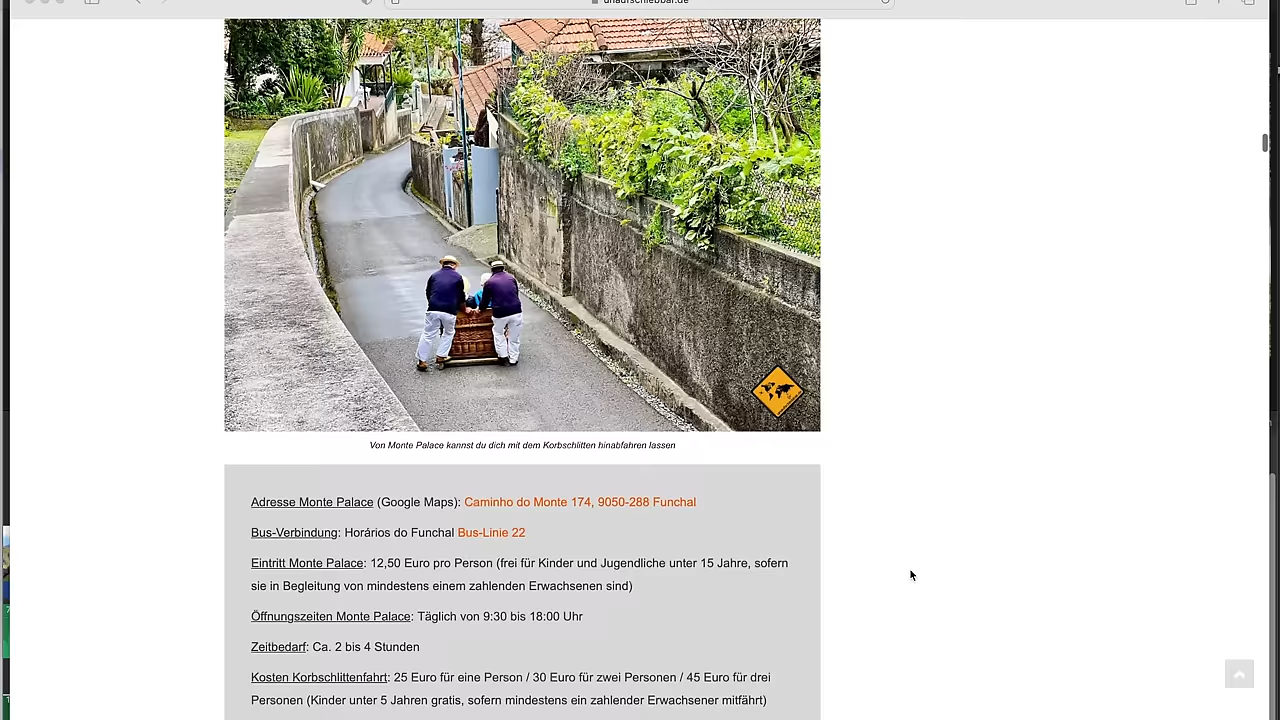 unaufschiebbar.de
Von Monte Palace kannst du dich mit dem Korbschlitten hinabfahren lassen
Adresse Monte Palace (Google Maps): Caminho do Monte 174, 9050-288 Funchal
Bus-Verbindung: Horários do Funchal Bus-Linie 22
Eintritt Monte Palace: 12,50 Euro pro Person (frei für Kinder und Jugendliche unter 15 Jahre, sofern
sie in Begleitung von mindestens einem zahlenden Erwachsenen sind)
Öffnungszeiten Monte Palace: Täglich von 9:30 bis 18:00 Uhr
Zeitbedarf: Ca. 2 bis 4 Stunden
Kosten Korbschlittenfahrt: 25 Euro für eine Person / 30 Euro für zwei Personen / 45 Euro für drei
Personen (Kinder unter 5 Jahren gratis, sofern mindestens ein zahlender Erwachsener mitfährt)